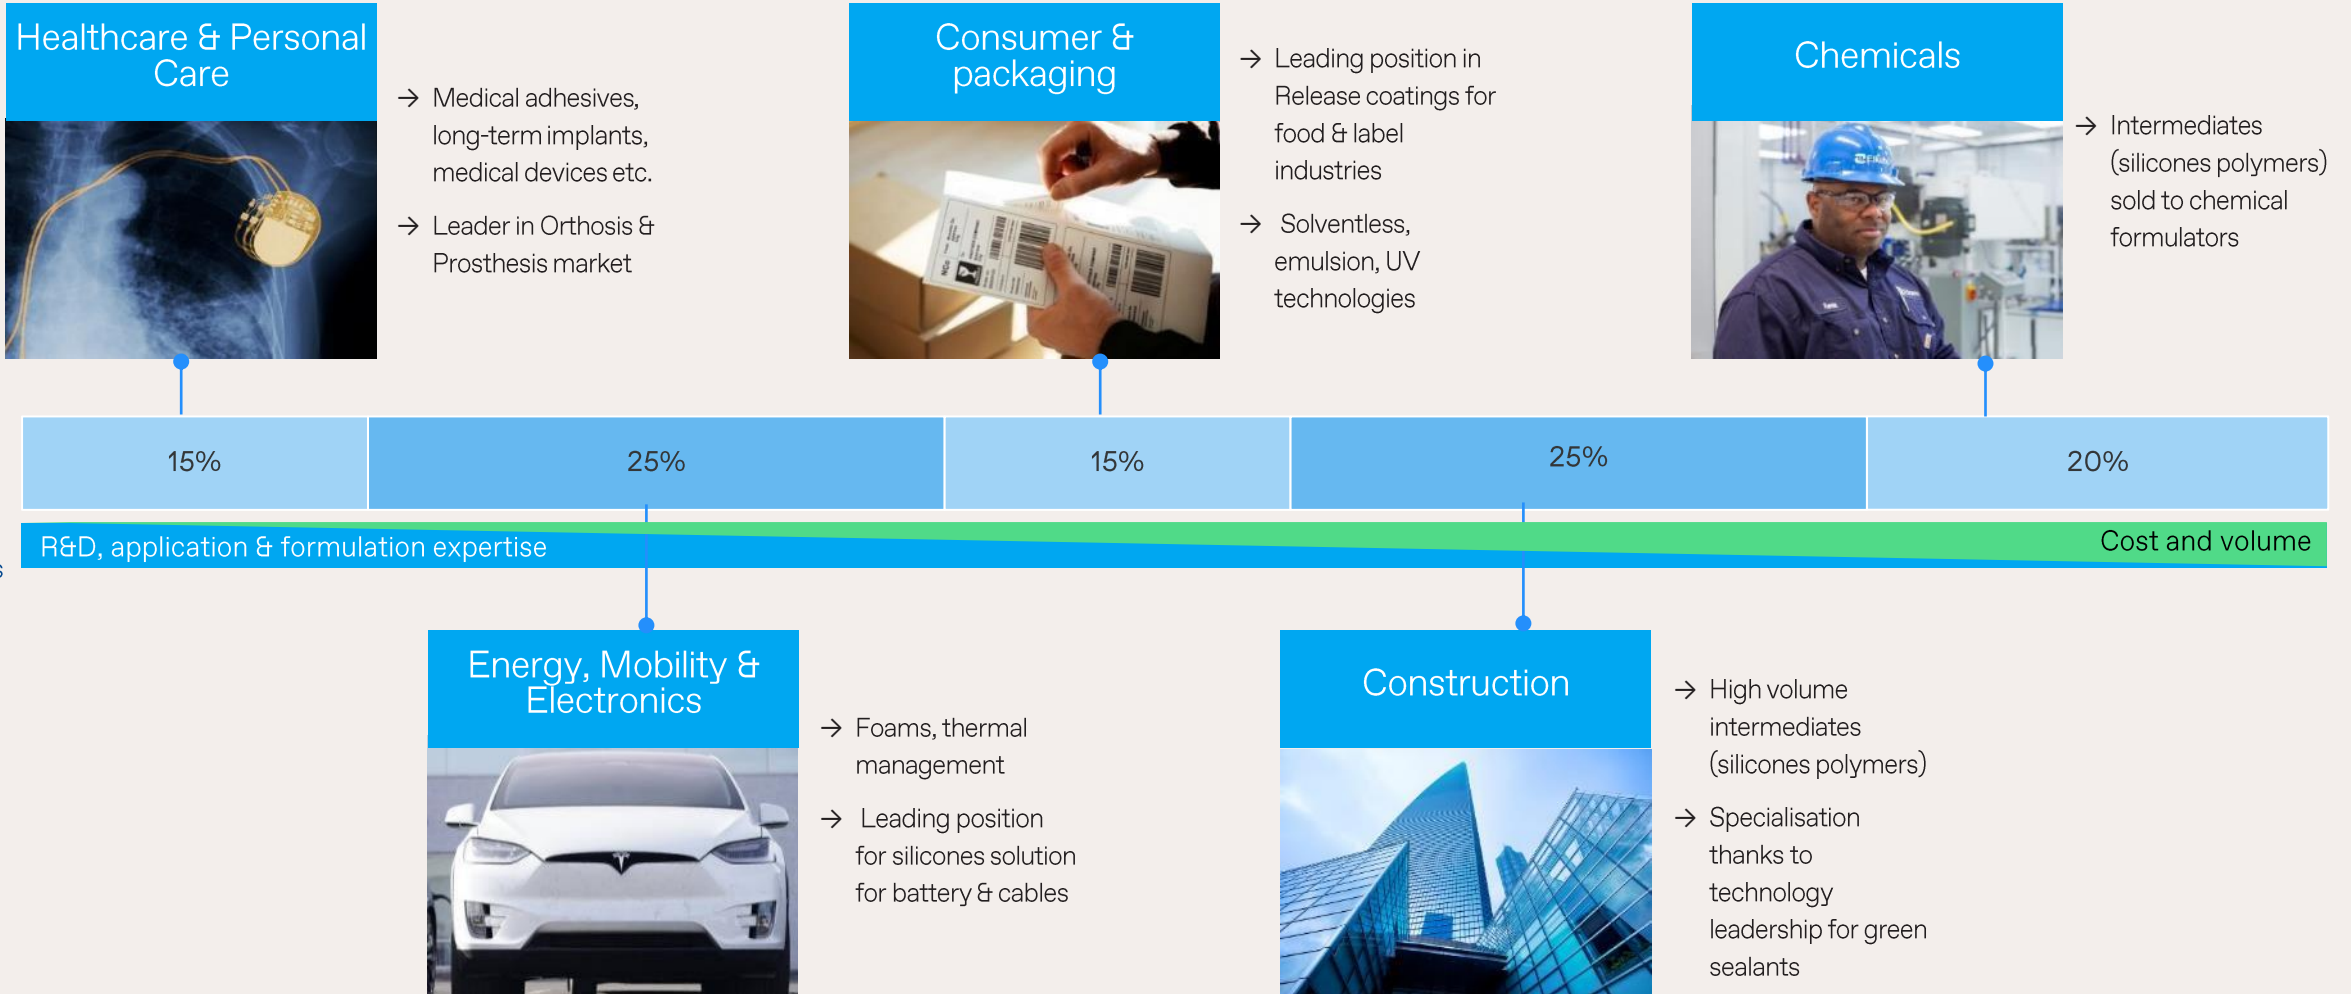 Healthcare & Personal
Care
→ Medical adhesives,
long-term implants,
medical devices etc.
→ Leader in Orthosis &
Prosthesis market
Consumer &
packaging
→ Leading position in
Release coatings for
food & label
industries
→ Solventless,
emulsion, UV
technologies
Chemicals
→ Intermediates
(silicones polymers)
sold to chemical
formulators
15%
25%
15%
25%
20%
R&D, application & formulation expertise
Cost and volume
s
Energy, Mobility &
Electronics
→ Foams, thermal
management
→ Leading position
for silicones solution
for battery & cables
Construction
→ High volume
intermediates
(silicones polymers)
→ Specialisation
thanks to
technology
leadership for green
sealants